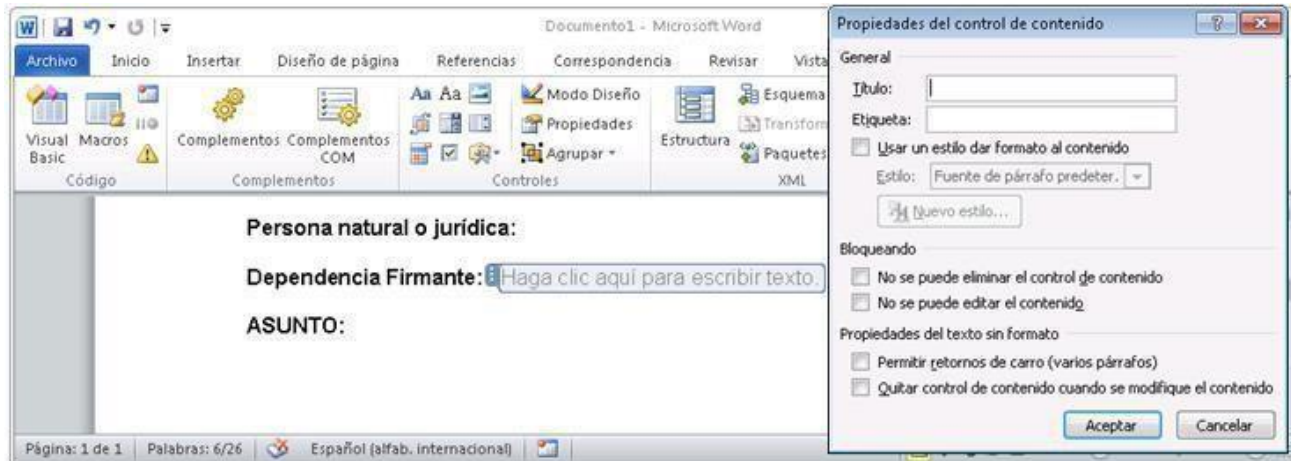 Documento1 - Microsoft Word
Archivo Inicio Insertar Diseño de página Referencias Correspondencia Revisar Vista
Visual Basic
Macros
Complementos
Complementos COM
Aa Aa
Modo Diseño
Propiedades
Agrupar
Estructura
Esquema
Transform
Paquetes
Código Complementos Controles XML
Persona natural o jurídica:
Dependencia Firmante: Haga clic aquí para escribir texto.
ASUNTO:
Página: 1 de 1 Palabras: 6/26 Español (alfab. internacional)
Propiedades del control de contenido
General
Título:
Etiqueta:
Usar un estilo dar formato al contenido
Estilo: Fuente de párrafo predeter.
Nuevo estilo...
Bloqueando
No se puede eliminar el control de contenido
No se puede editar el contenido
Propiedades del texto sin formato
Permitir retornos de carro (varios párrafos)
Quitar control de contenido cuando se modifique el contenido
Aceptar Cancelar